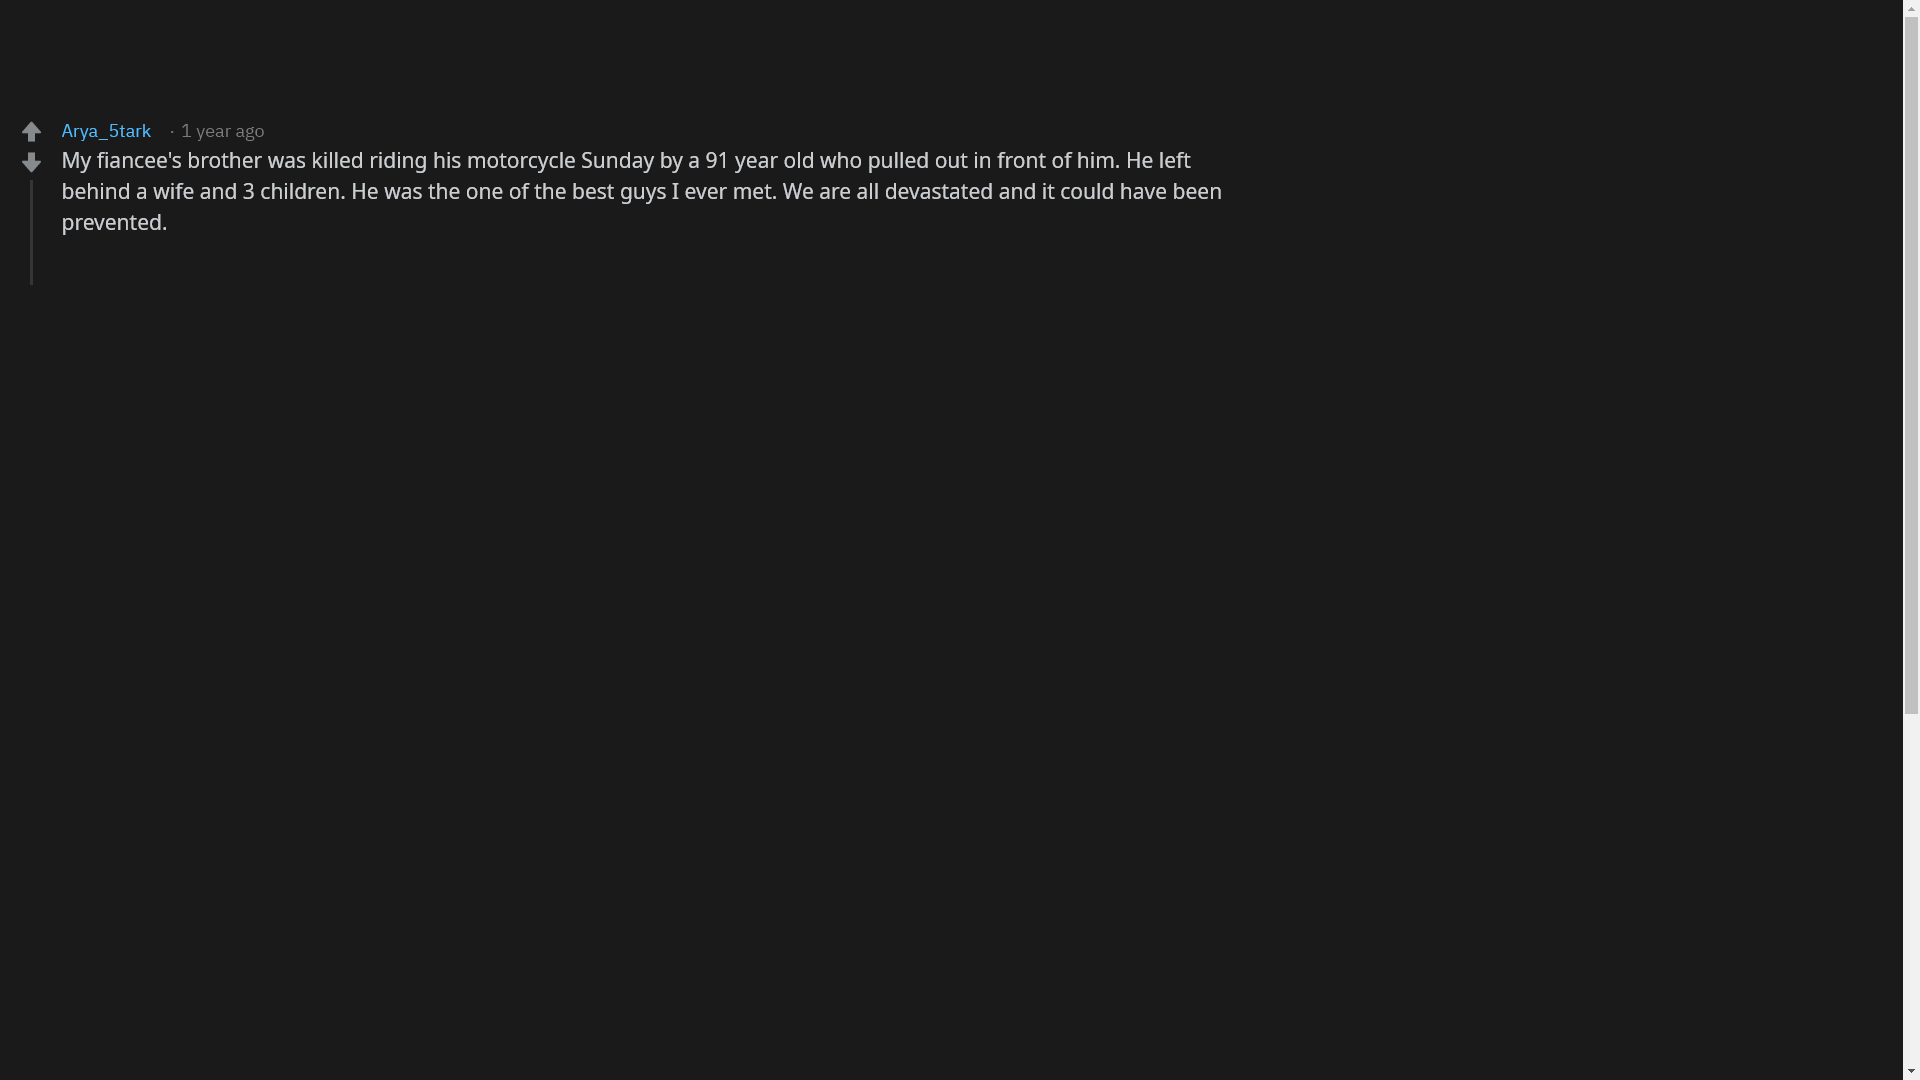 Arya_5tark · 1 year ago
My fiancee's brother was killed riding his motorcycle Sunday by a 91 year old who pulled out in front of him. He left
behind a wife and 3 children. He was the one of the best guys I ever met. We are all devastated and it could have been
prevented.